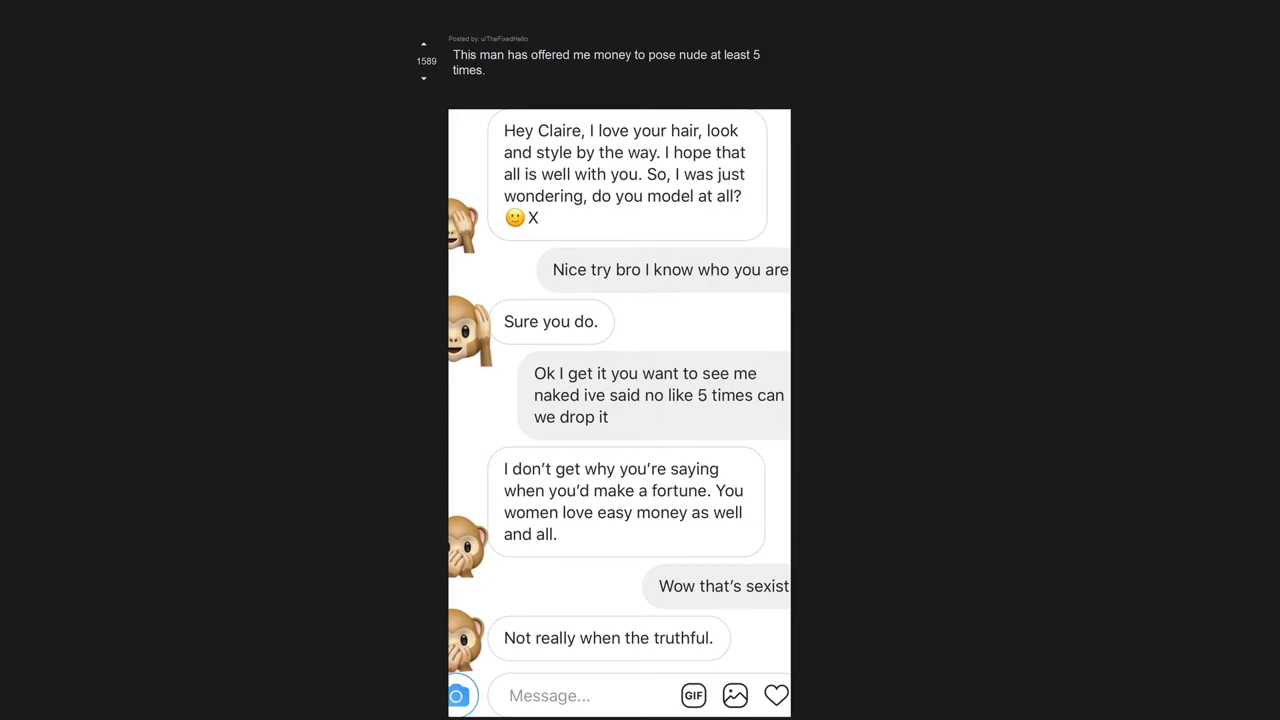 Posted by: u/TheFixedHello
1589
This man has offered me money to pose nude at least 5
times.
Hey Claire, I love your hair, look
and style by the way. I hope that
all is well with you. So, I was just
wondering, do you model at all?
🙂 X
Nice try bro I know who you are
Sure you do.
Ok I get it you want to see me
naked ive said no like 5 times can
we drop it
I don’t get why you’re saying
when you’d make a fortune. You
women love easy money as well
and all.
Wow that’s sexist
Not really when the truthful.
Message...
GIF